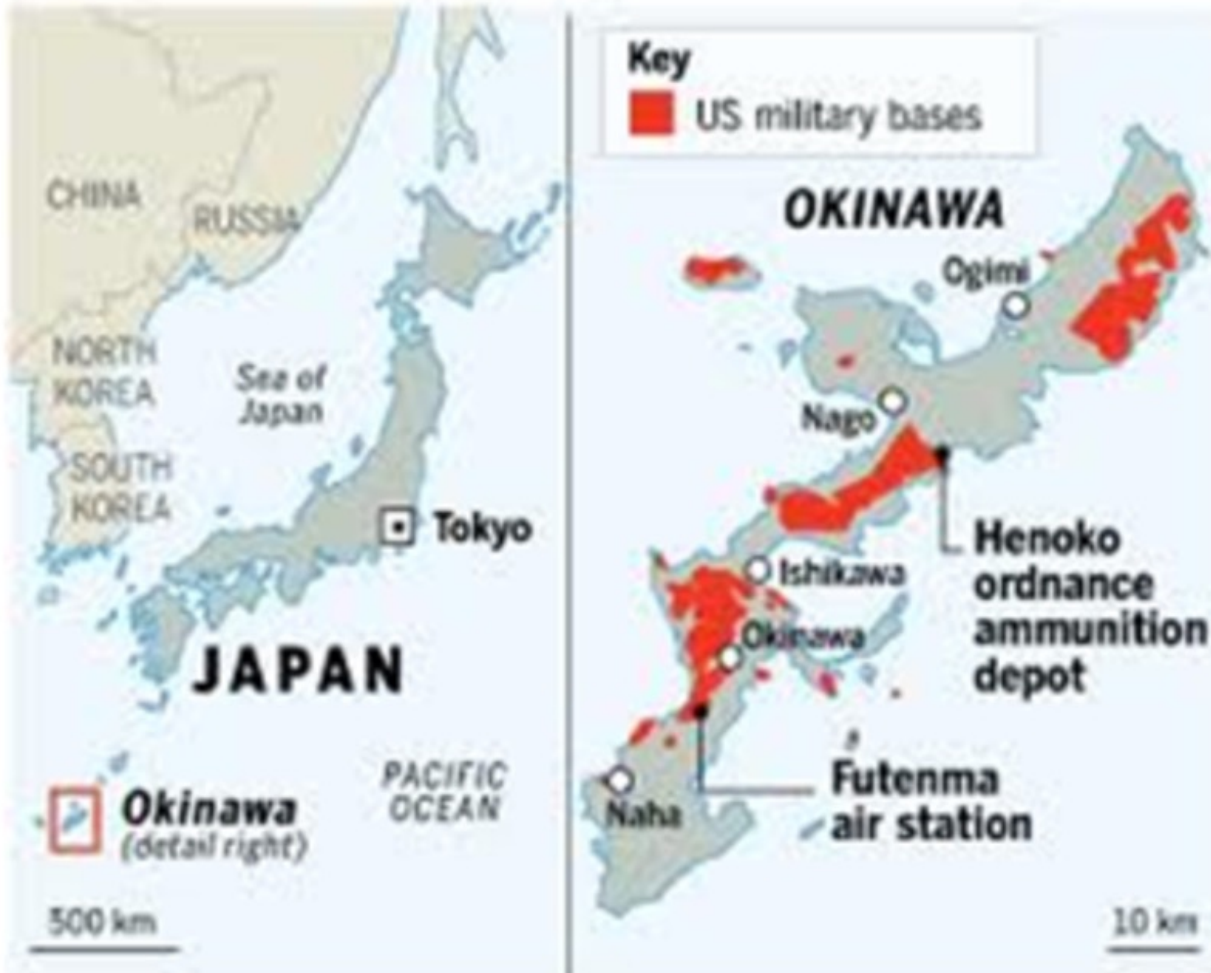 CHINA
RUSSIA
NORTH
KOREA
Sea of
Japan
SOUTH
KOREA
Tokyo
JAPAN
PACIFIC
OCEAN
Okinawa
(detail right)
500 km
Key
US military bases
OKINAWA
Ogimi
Nago
Henoko
ordnance
ammunition
depot
Ishikawa
Okinawa
Futenma
air station
Naha
10 km